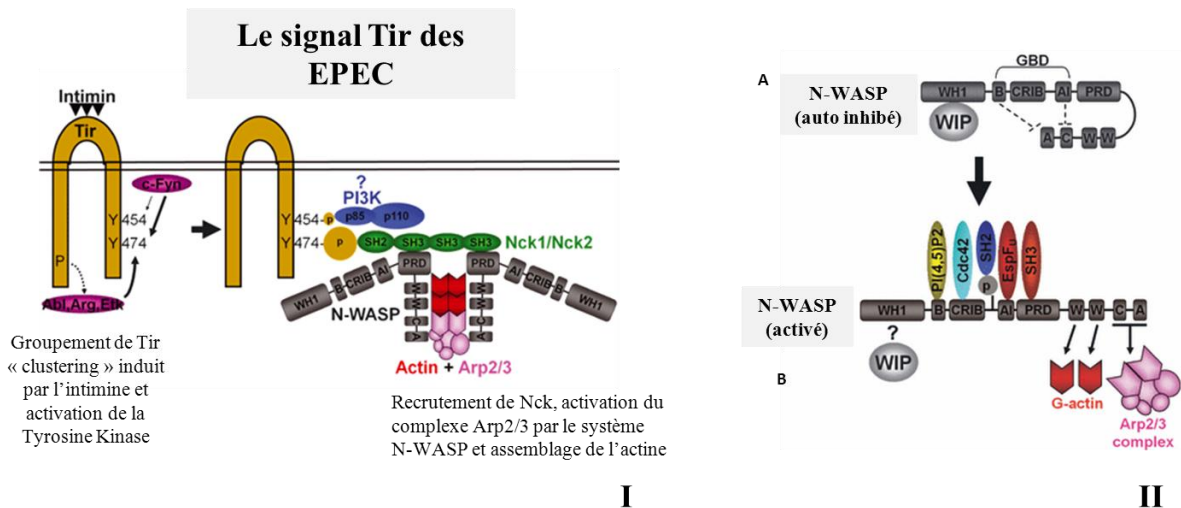 Le signal Tir des
EPEC
Intimin
Tir
c-Fyn
Y 454
Y 474
P
Abl,Arg,Etk
?
PI3K
Y 454 p p85 p110
Y 474 p SH2 SH3 SH3 SH3 Nck1/Nck2
WH1 B CRIB AI PRD PRD AI CRIB B WH1
N-WASP
W W C A
W W C A
Actin + Arp2/3
Groupement de Tir
« clustering » induit
par l'intimine et
activation de la
Tyrosine Kinase
Recrutement de Nck, activation du
complexe Arp2/3 par le système
N-WASP et assemblage de l'actine
I
A
N-WASP
(auto inhibé)
GBD
WH1 B CRIB AI PRD
WIP
A C W W
PI(4,5)P2
Cdc42
SH2
p
EspFU
SH3
N-WASP
(activé)
WH1 B CRIB AI PRD W W C A
?
WIP
B
G-actin
Arp2/3
complex
II